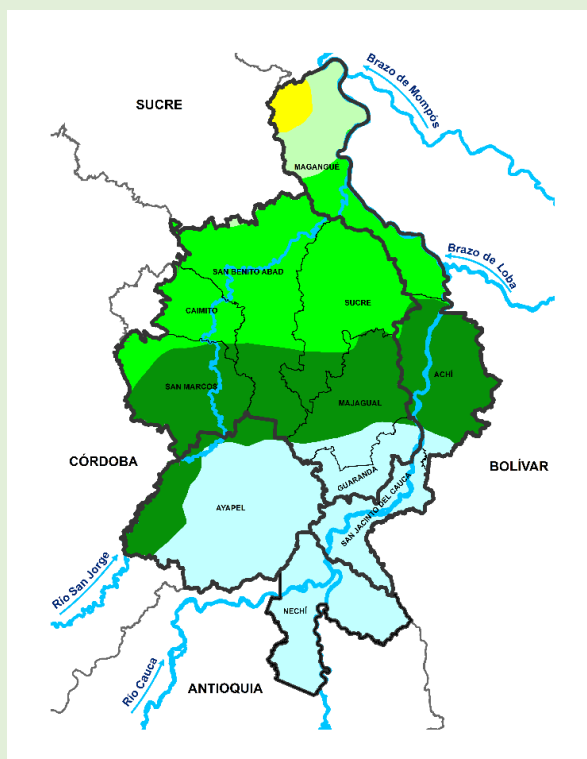 Brazo de Mompós
SUCRE
MAGANGUÉ
Brazo de Loba
SAN BENITO ABAD
SUCRE
CAIMITO
ACHÍ
SAN MARCOS
MAJAGUAL
CÓRDOBA
BOLÍVAR
GUARANDA
AYAPEL
SAN JACINTO DEL CAUCA
Río San Jorge
NECHÍ
Río Cauca
ANTIOQUIA